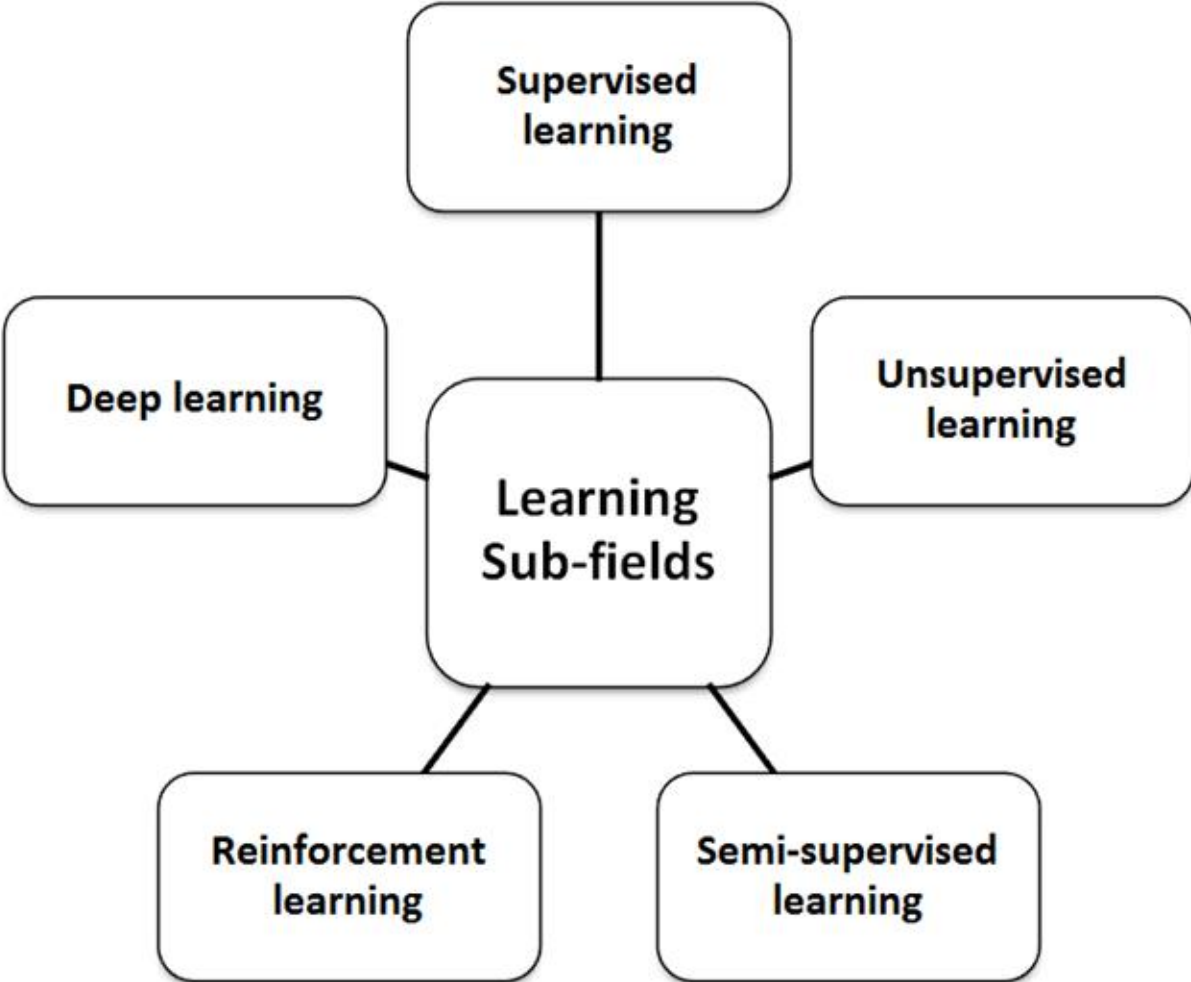 Supervised
learning
Deep learning
Unsupervised
learning
Learning
Sub-fields
Reinforcement
learning
Semi-supervised
learning